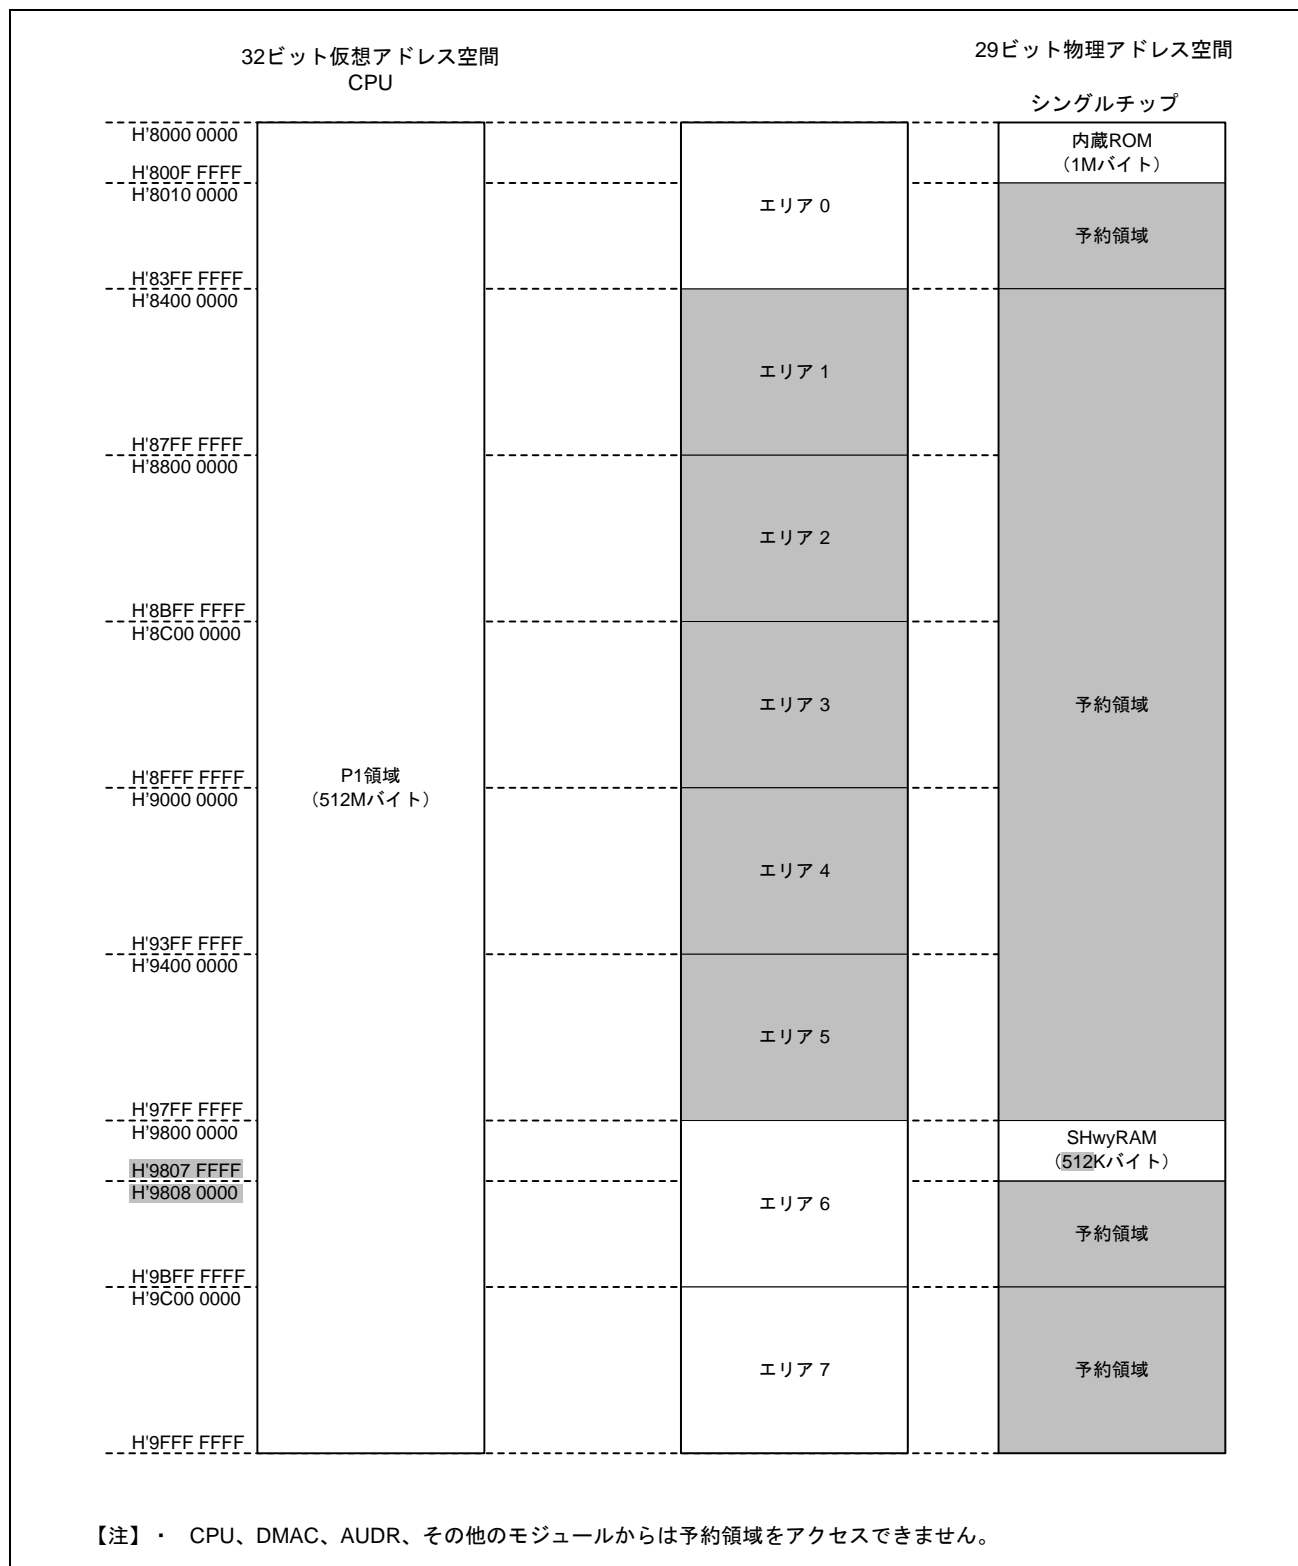 32ビット仮想アドレス空間
CPU
29ビット物理アドレス空間
シングルチップ
H'8000 0000
H'800F FFFF
H'8010 0000
H'83FF FFFF
H'8400 0000
H'87FF FFFF
H'8800 0000
H'8BFF FFFF
H'8C00 0000
H'8FFF FFFF
H'9000 0000
H'93FF FFFF
H'9400 0000
H'97FF FFFF
H'9800 0000
H'9807 FFFF
H'9808 0000
H'9BFF FFFF
H'9C00 0000
H'9FFF FFFF
P1領域
（512Mバイト）
エリア 0
エリア 1
エリア 2
エリア 3
エリア 4
エリア 5
エリア 6
エリア 7
内蔵ROM
（1Mバイト）
予約領域
予約領域
SHwyRAM
（512Kバイト）
予約領域
予約領域
【注】・ CPU、DMAC、AUDR、その他のモジュールからは予約領域をアクセスできません。